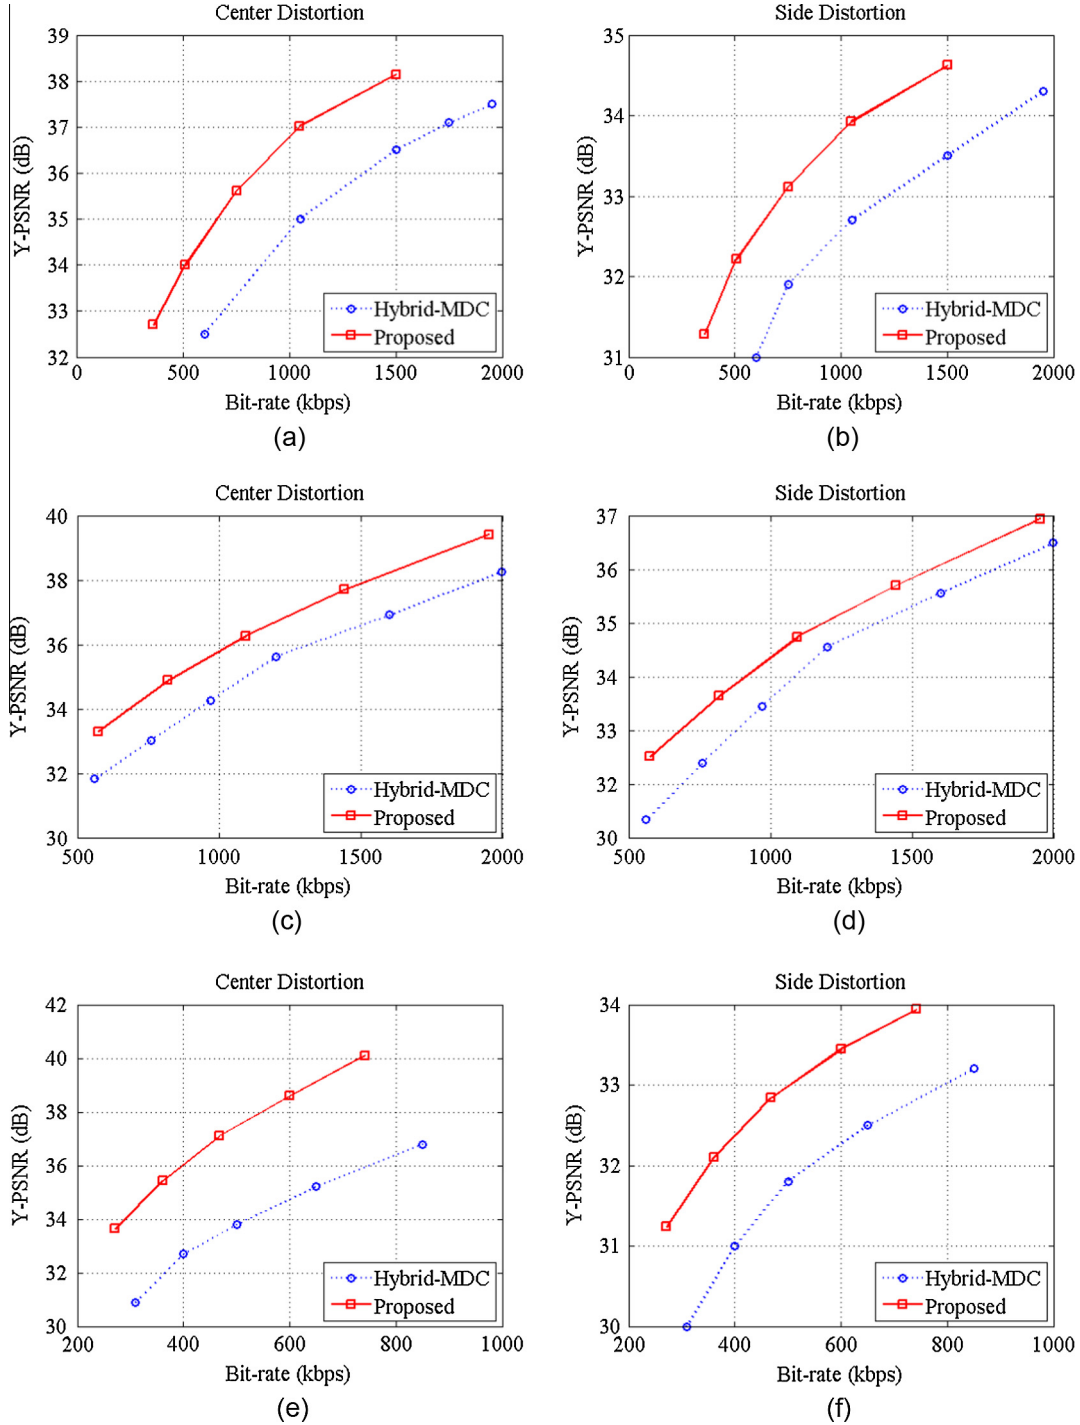 Center Distortion
39
38
37
36
35
34
33
32
Y-PSNR (dB)
Hybrid-MDC
Proposed
0 500 1000 1500 2000
Bit-rate (kbps)
(a)
Side Distortion
35
34
33
32
31
Y-PSNR (dB)
Hybrid-MDC
Proposed
0 500 1000 1500 2000
Bit-rate (kbps)
(b)
Center Distortion
40
38
36
34
32
30
Y-PSNR (dB)
Hybrid-MDC
Proposed
500 1000 1500 2000
Bit-rate (kbps)
(c)
Side Distortion
37
36
35
34
33
32
30
Y-PSNR (dB)
Hybrid-MDC
Proposed
500 1000 1500 2000
Bit-rate (kbps)
(d)
Center Distortion
42
40
38
36
34
32
30
Y-PSNR (dB)
Hybrid-MDC
Proposed
200 400 600 800 1000
Bit-rate (kbps)
(e)
Side Distortion
34
33
32
31
30
Y-PSNR (dB)
Hybrid-MDC
Proposed
200 400 600 800 1000
Bit-rate (kbps)
(f)